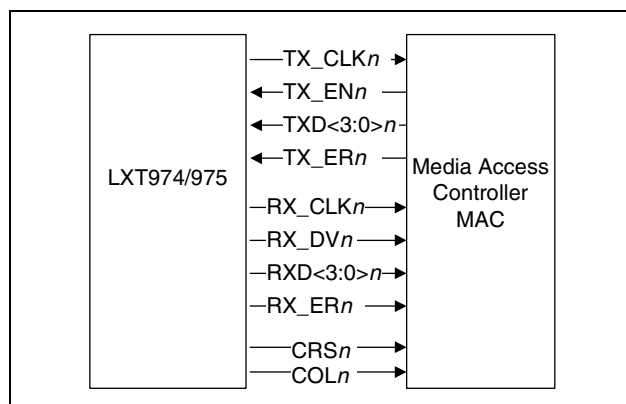 LXT974/975
TX_CLKn
TX_ENn
TXD<3:0>n
TX_ERn
RX_CLKn
RX_DVn
RXD<3:0>n
RX_ERn
CRSn
COLn
Media Access
Controller
MAC